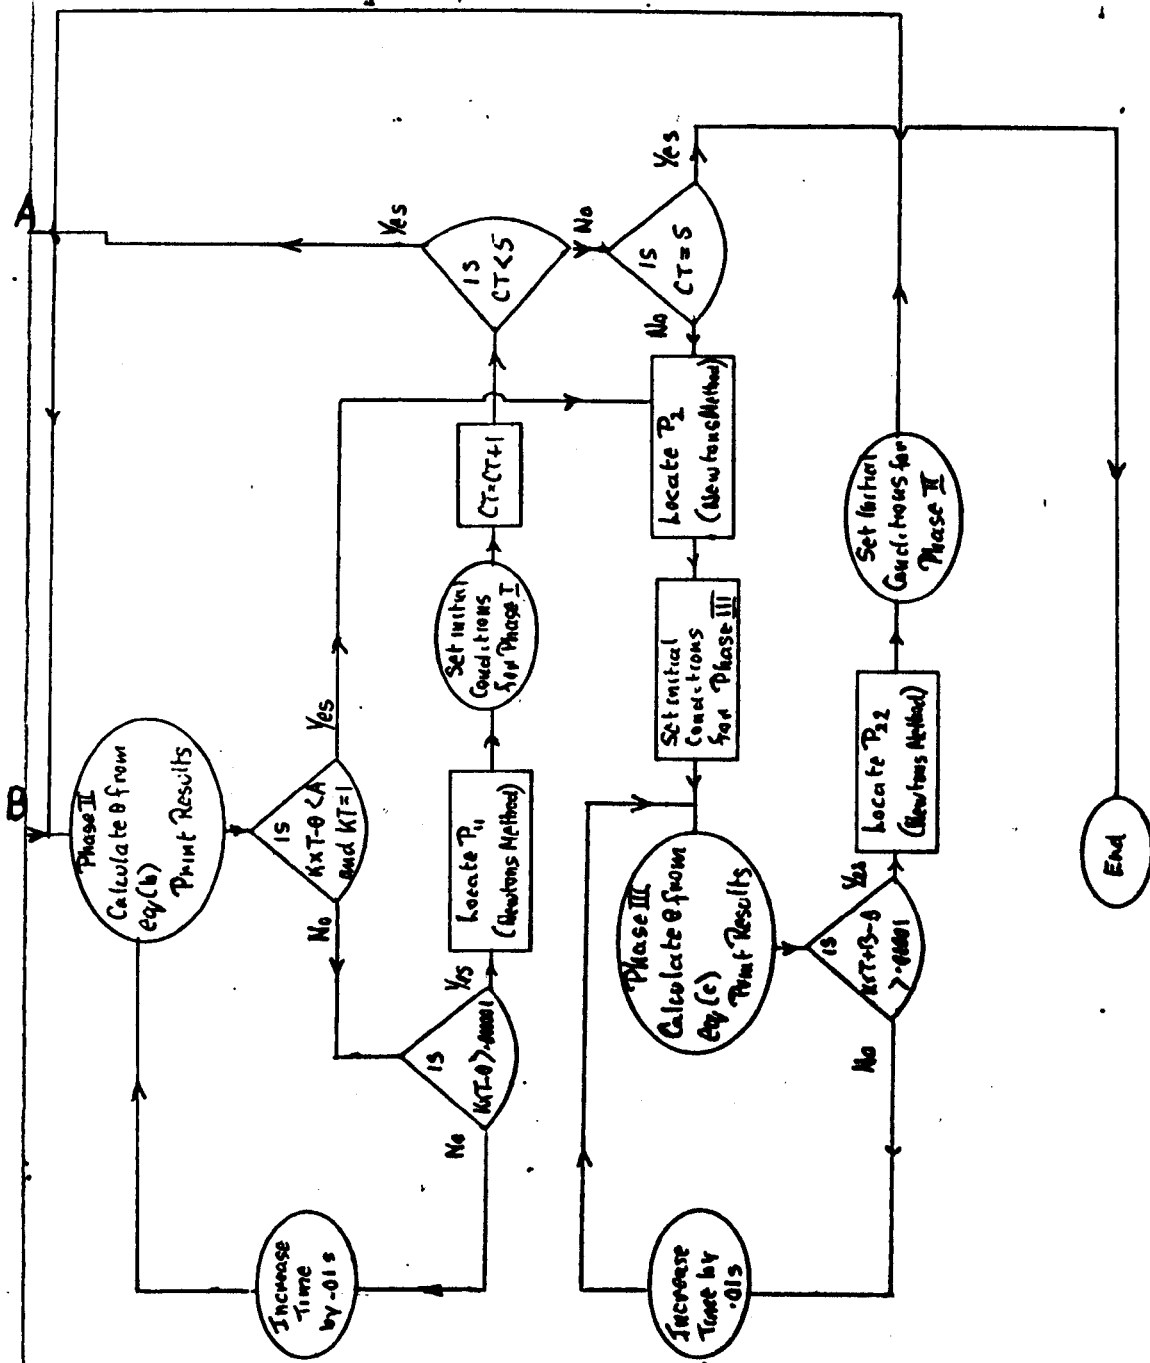 A
B
Phase II
Calculate θ from
eq(b)
Print Results
IS
KXT-θ<A
and KT=1
Yes
No
IS
KXT-θ>.00001
Yes
No
Increase
Time
by .01s
Locate P11
(Newtons Method)
Set initial
Conditions
for Phase I
CT=CT+1
IS
CT<5
Yes
No
IS
CT=5
Yes
No
Locate P2
(Newtons Method)
Set initial
Conditions
for Phase III
Phase III
Calculate θ from
eq(c)
Print Results
IS
>.00001
Yes
No
Increase
Time by
.01s
Locate P22
(Newtons Method)
Set initial
Conditions for
Phase II
End